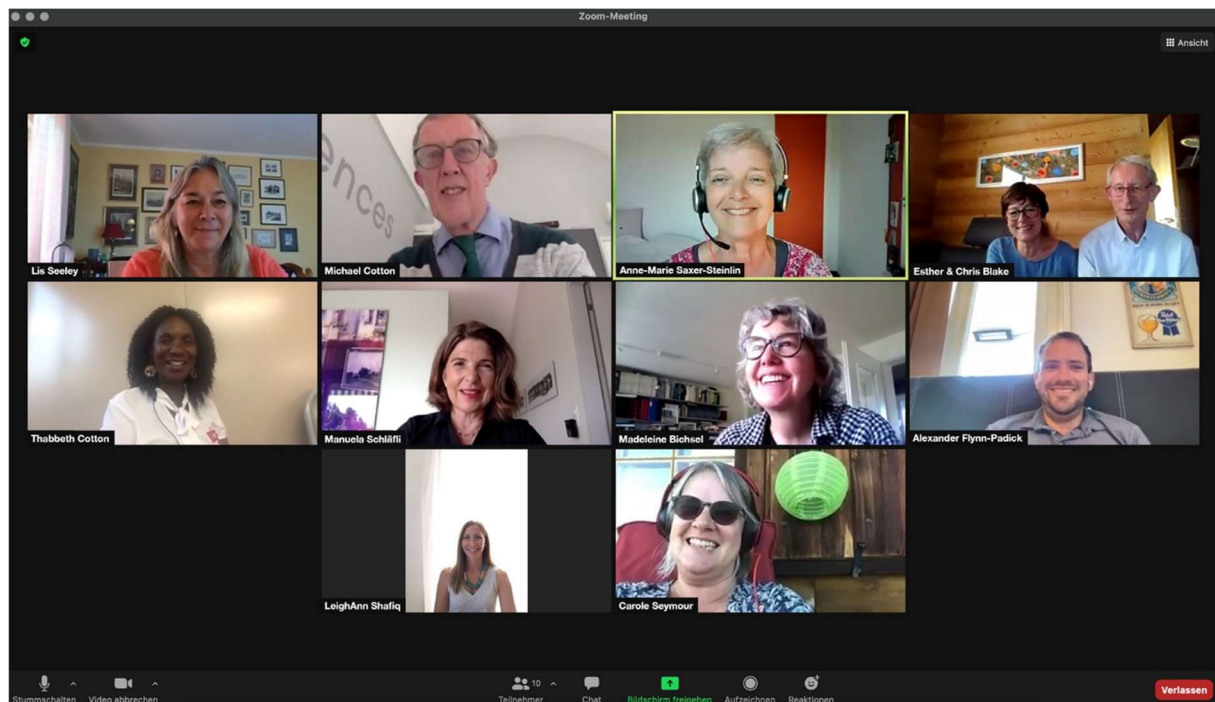 Zoom-Meeting
Ansicht
ences
Lis Seeley
Michael Cotton
Anne-Marie Saxer-Steinlin
Esther & Chris Blake
Thabbeth Cotton
Manuela Schläfli
Madeleine Bichsel
Alexander Flynn-Padick
LeighAnn Shafiq
Carole Seymour
Stummschalten
Video abbrechen
10
Teilnehmer
Chat
Bildschirm freigeben
Aufzeichnen
Reaktionen
Verlassen